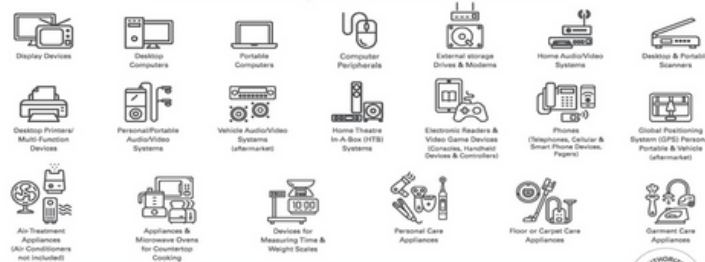 Display Devices
Desktop
Computers
Portable
Computers
Computer
Peripherals
External storage
Drives & Modems
Home Audio/Video
Systems
Desktop & Portabl
Scanners
Desktop Printers/
Multi-Function
Devices
Personal/Portable
Audio/Video
Systems
Vehicle Audio/Video
Systems
(aftermarket)
Home Theatre
In-A-Box (HTB)
Systems
Electronic Readers &
Video Game Devices
(Consoles, Handheld
Devices & Controllers)
Phones
(Telephones, Cellular &
Smart Phone Devices,
Pagers)
Global Positioning
System (GPS) Person
Portable & Vehicle
(aftermarket)
Air Treatment
Appliances
(Air Conditioners
not included)
Appliances &
Microwave Ovens
for Countertop
Cooking
Devices for
Measuring Time &
Weight Scales
10:00
Personal Care
Appliances
Floor or Carpet Care
Appliances
Garment Care
Appliances